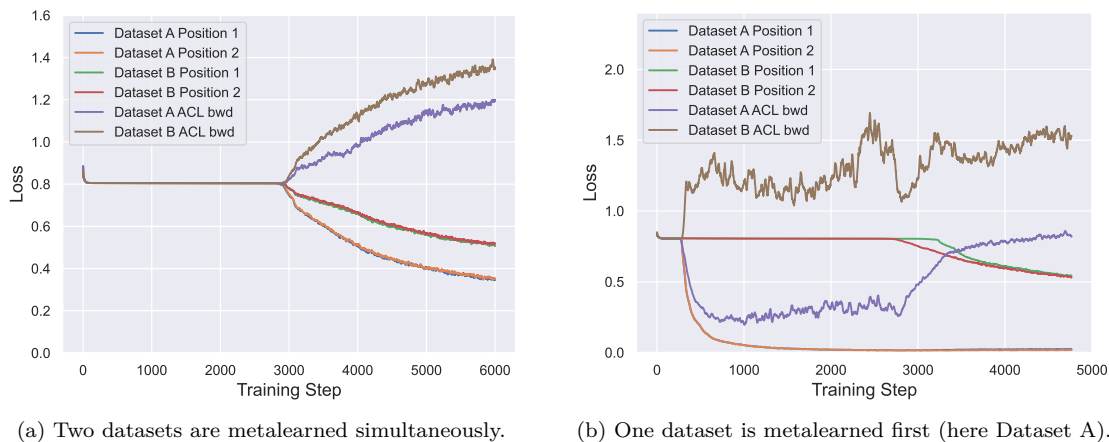 1.6
1.4
1.2
1.0
0.8
0.6
0.4
0.2
0.0
Loss
Dataset A Position 1
Dataset A Position 2
Dataset B Position 1
Dataset B Position 2
Dataset A ACL bwd
Dataset B ACL bwd
0 1000 2000 3000 4000 5000 6000
Training Step
(a) Two datasets are metalearned simultaneously.
2.0
1.5
1.0
0.5
0.0
Loss
Dataset A Position 1
Dataset A Position 2
Dataset B Position 1
Dataset B Position 2
Dataset A ACL bwd
Dataset B ACL bwd
0 1000 2000 3000 4000 5000
Training Step
(b) One dataset is metalearned first (here Dataset A).